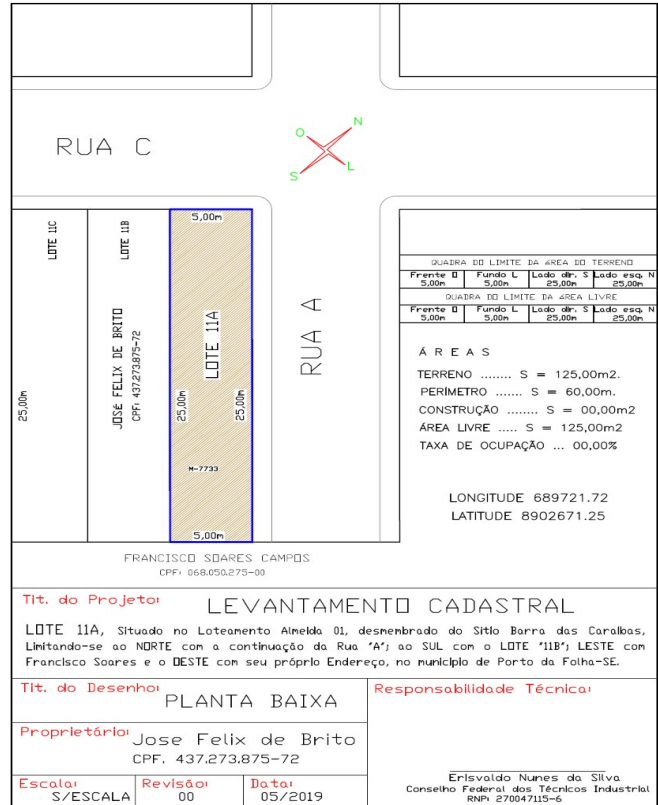 RUA C
O
N
S
L
LOTE 11C
LOTE 11B
5,00m
LOTE 11A
RUA A
JOSÉ FELIX DE BRITO
CPF: 437.273.875-72
25,00m
25,00m
25,00m
M-7733
5,00m
QUADRA DO LIMITE DA AREA DO TERRENO
Frente O Fundo L Lado dir. S Lado esq. N
5,00m 5,00m 25,00m 25,00m
QUADRA DO LIMITE DA AREA LIVRE
Frente O Fundo L Lado dir. S Lado esq. N
5,00m 5,00m 25,00m 25,00m
Á R E A S
TERRENO ........ S = 125,00m2.
PERÍMETRO ....... S = 60,00m.
CONSTRUÇÃO ........ S = 00,00m2
ÁREA LIVRE ..... S = 125,00m2
TAXA DE OCUPAÇÃO ... 00,00%
LONGITUDE 689721.72
LATITUDE 8902671.25
FRANCISCO SOARES CAMPOS
CPF: 068.050.275-00
Tit. do Projeto:
LEVANTAMENTO CADASTRAL
LOTE 11A, Situado no Loteamento Almeida 01, desmembrado do Sitio Barra das Caraibas,
Limitando-se ao NORTE com a continuação da Rua "A"; ao SUL com o LOTE "11B"; LESTE com
Francisco Soares e o OESTE com seu próprio Endereço, no município de Porto da Folha-SE.
Tit. do Desenho:
PLANTA BAIXA
Responsabilidade Técnica:
Proprietário:
Jose Felix de Brito
CPF. 437.273.875-72
Escala:
S/ESCALA
Revisão:
00
Data:
05/2019
Erisvaldo Nunes da Silva
Conselho Federal dos Técnicos Industrial
RNP: 270047115-6